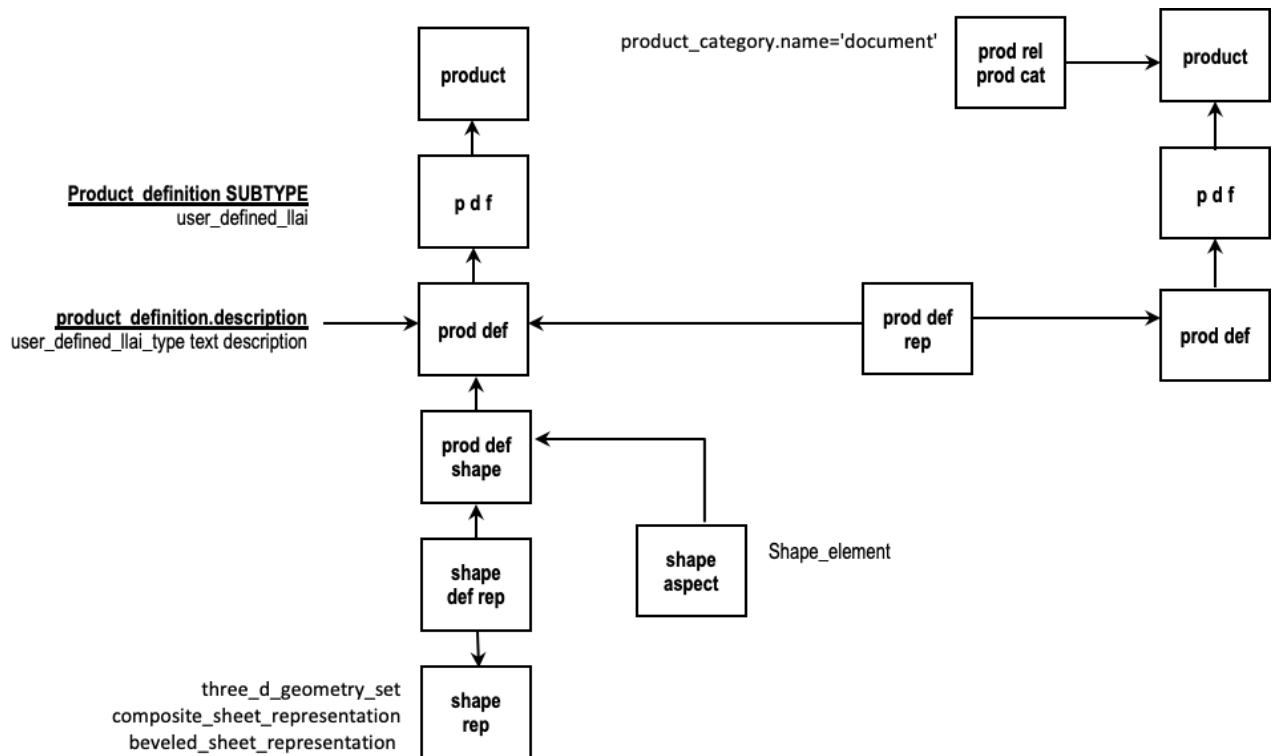 product_category.name='document'
product
prod rel
prod cat
product
Product_definition SUBTYPE
user_defined_llai
p d f
p d f
product_definition.description
user_defined_llai_type text description
prod def
prod def
rep
prod def
prod def
shape
shape
def rep
shape
aspect
Shape_element
three_d_geometry_set
composite_sheet_representation
beveled_sheet_representation
shape
rep